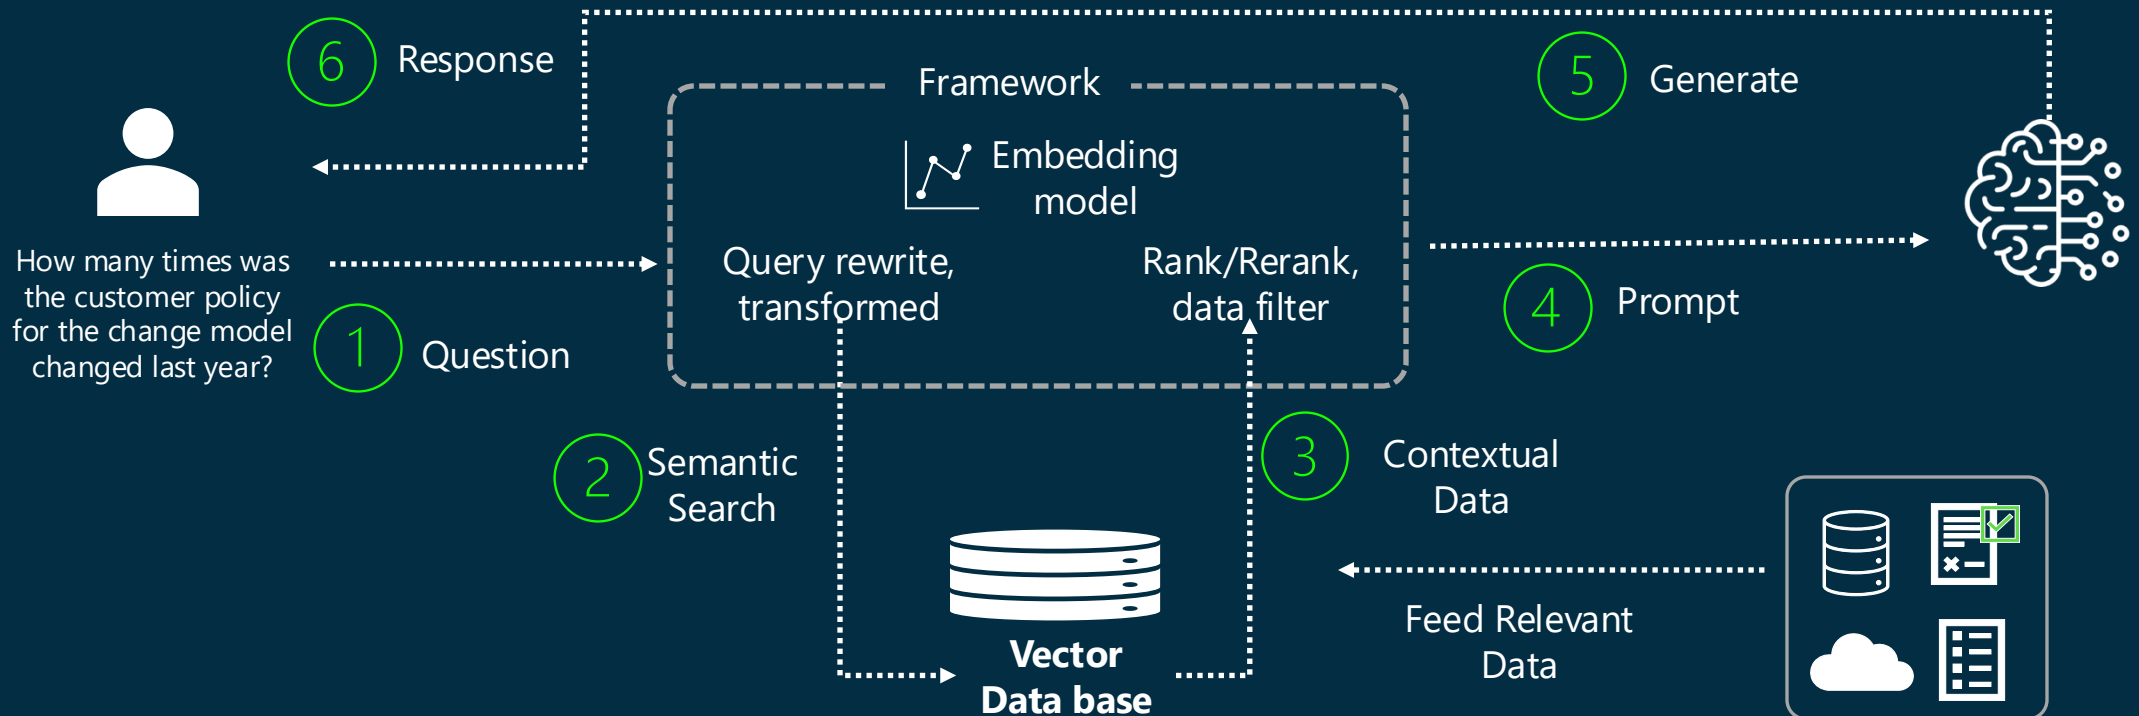 6
Response
Framework
5
Generate
Embedding
model
How many times was
the customer policy
for the change model
changed last year?
Query rewrite,
transformed
Rank/Rerank,
data filter
1
Question
4
Prompt
2
Semantic
Search
3
Contextual
Data
Feed Relevant
Data
Vector
Data base